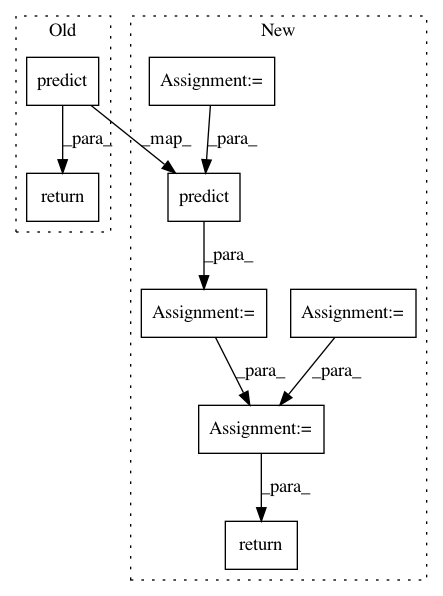 Old
New
predict
Assignment:=
_para_
_map_
_para_
return
predict
_para_
Assignment:=
Assignment:=
_para_
_para_
Assignment:=
_para_
return